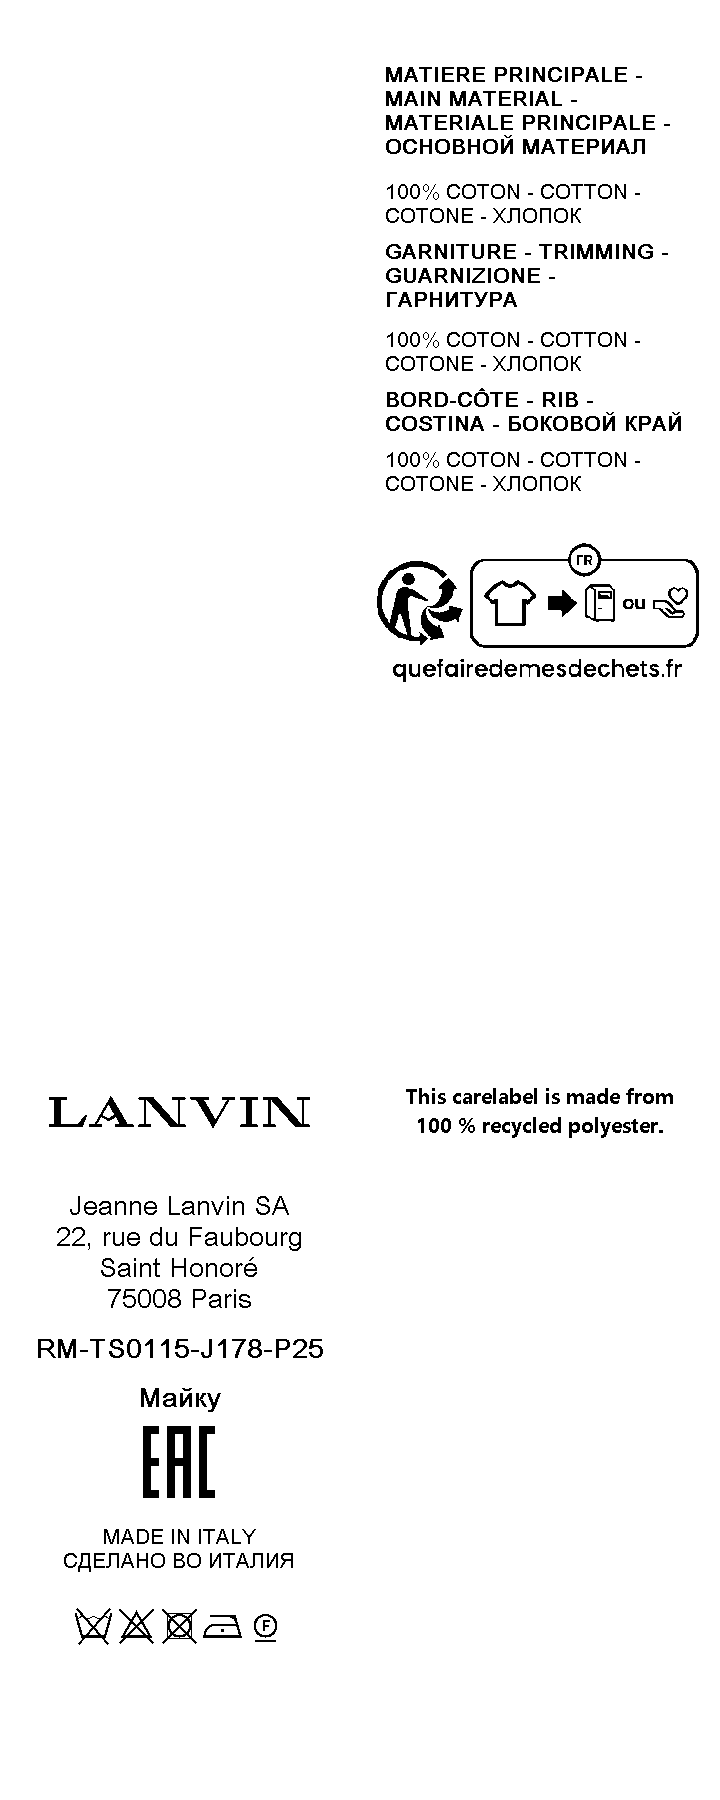 MATIERE PRINCIPALE -
MAIN MATERIAL -
MATERIALE PRINCIPALE -
ОСНОВНОЙ МАТЕРИАЛ
100% COTON - COTTON -
COTONE - ХЛОПОК
GARNITURE - TRIMMING -
GUARNIZIONE -
ГАРНИТУРА
100% COTON - COTTON -
COTONE - ХЛОПОК
BORD-CÔTE - RIB -
COSTINA - БОКОВОЙ КРАЙ
100% COTON - COTTON -
COTONE - ХЛОПОК
FR
ou
quefairedemesdechets.fr
LANVIN
Jeanne Lanvin SA
22, rue du Faubourg
Saint Honoré
75008 Paris
RM-TS0115-J178-P25
Майку
EAC
MADE IN ITALY
СДЕЛАНО ВО ИТАЛИЯ
F
This carelabel is made from
100 % recycled polyester.